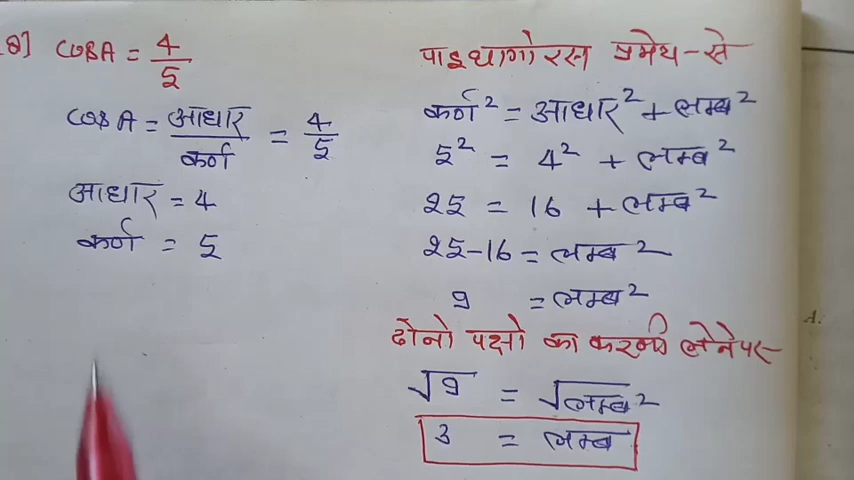 8] cosA = 4/5
cosA = आधार/कर्ण = 4/5
आधार = 4
कर्ण = 5
पाइथागोरस प्रमेय-से
कर्ण² = आधार² + लम्ब²
5² = 4² + लम्ब²
25 = 16 + लम्ब²
25-16 = लम्ब²
9 = लम्ब²
दोनो पक्षो का करनी लेने पर
√9 = √लम्ब²
3 = लम्ब